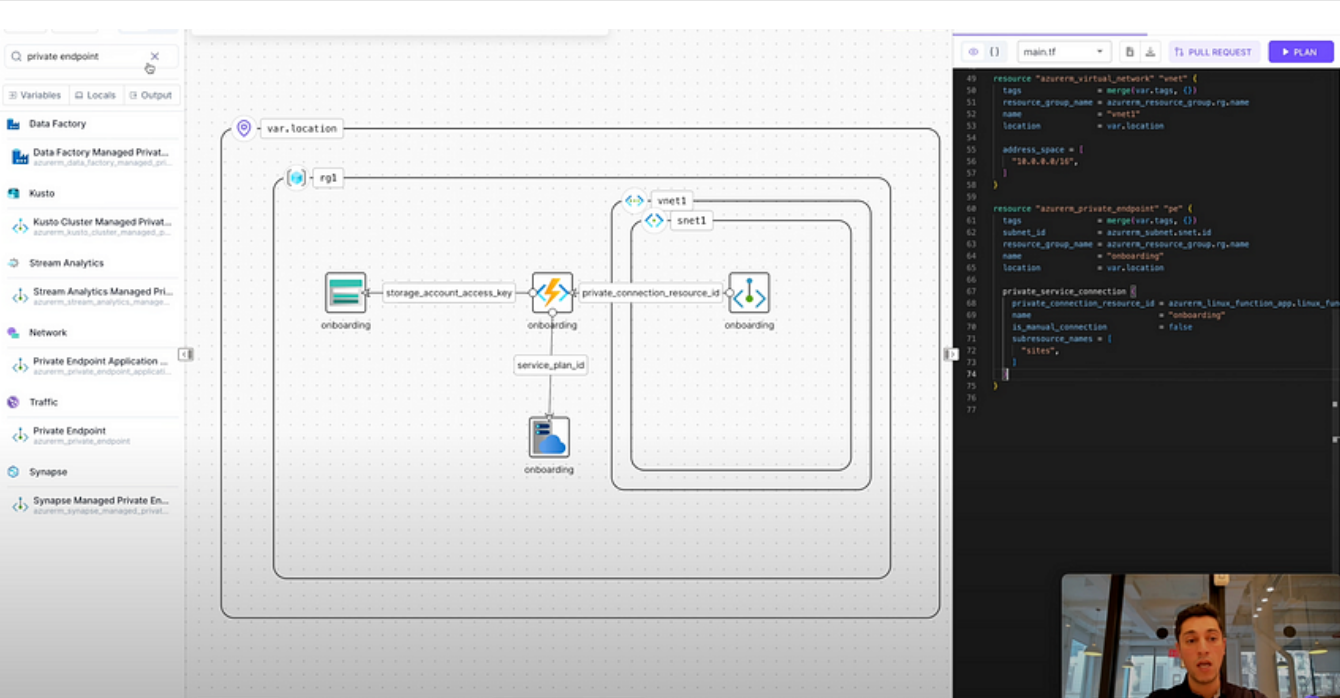 private endpoint
Variables
Locals
Output
Data Factory
Data Factory Managed Privat...
azurerm_data_factory_managed_pri...
Kusto
Kusto Cluster Managed Privat...
azurerm_kusto_cluster_managed_p...
Stream Analytics
Stream Analytics Managed Pri...
azurerm_stream_analytics_manage...
Network
Private Endpoint Application ...
azurerm_private_endpoint_applicati...
Traffic
Private Endpoint
azurerm_private_endpoint
Synapse
Synapse Managed Private En...
azurerm_synapse_managed_privat...
var.location
rg1
vnet1
snet1
storage_account_access_key
private_connection_resource_id
onboarding
onboarding
onboarding
service_plan_id
onboarding
{}
main.tf
PULL REQUEST
PLAN
49 resource "azurerm_virtual_network" "vnet" {
50 tags = merge(var.tags, {})
51 resource_group_name = azurerm_resource_group.rg.name
52 name = "vnet1"
53 location = var.location
54
55 address_space = [
56 "10.0.0.0/16",
57 ]
58 }
59
60 resource "azurerm_private_endpoint" "pe" {
61 tags = merge(var.tags, {})
62 subnet_id = azurerm_subnet.snet.id
63 resource_group_name = azurerm_resource_group.rg.name
64 name = "onboarding"
65 location = var.location
66
67 private_service_connection {
68 private_connection_resource_id = azurerm_linux_function_app.linux_fun
69 name = "onboarding"
70 is_manual_connection = false
71 subresource_names = [
72 "sites",
73 ]
74 }
75 }
76
77